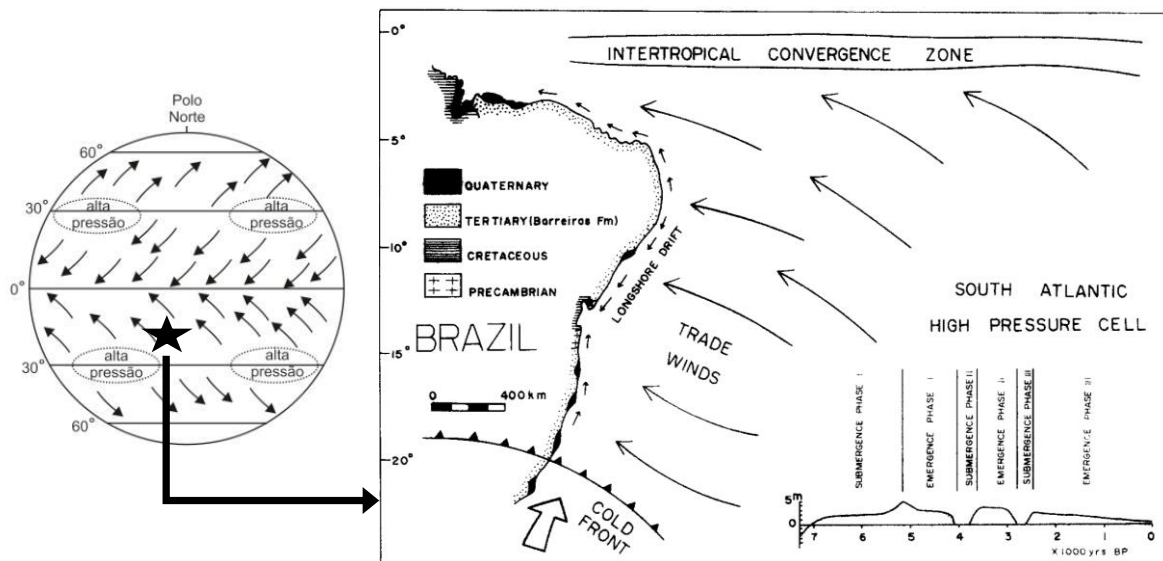 Polo
Norte
60°
30°
alta
pressão
alta
pressão
0°
30°
alta
pressão
alta
pressão
60°
0°
INTERTROPICAL CONVERGENCE ZONE
5°
QUATERNARY
TERTIARY (Barreiras Fm)
CRETACEOUS
PRECAMBRIAN
10°
LONGSHORE DRIFT
SOUTH ATLANTIC
HIGH PRESSURE CELL
BRAZIL
TRADE
WINDS
15°
0 400 km
20°
COLD
FRONT
SUBMERGENCE PHASE I
EMERGENCE PHASE I
SUBMERGENCE PHASE II
EMERGENCE PHASE II
SUBMERGENCE PHASE III
EMERGENCE PHASE III
5m
0
7 6 5 4 3 2 1 0
X 1000 yrs BP